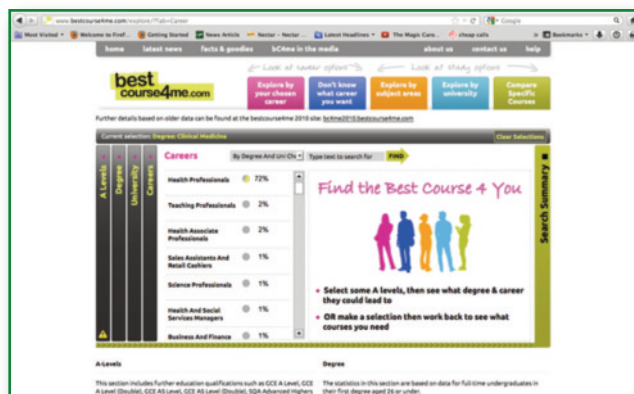 www.bestcourse4me.com/explore/?Tab=Career
Google
Most Visited
Welcome to Firef...
Getting Started
News Article
Nectar - Nectar ...
Latest Headlines
The Magic Care...
cheap calls
Bookmarks
home
latest news
facts & goodies
bc4me in the media
about us
contact us
help
Look at career options
Look at study options
best
course4me.com
Explore by
your chosen
career
Don't know
what career
you want
Explore by
subject areas
Explore by
university
Compare
Specific
Courses
Further details based on older data can be found at the bestcourse4me 2010 site: bc4me2010.bestcourse4me.com
Current selection: Degree: Clinical Medicine
Clear Selections
A Levels
Degree
University
Careers
Careers
By Degree And Uni Ch
Type text to search for
FIND
Health Professionals 72%
Teaching Professionals 2%
Health Associate
Professionals 2%
Sales Assistants And
Retail Cashiers 1%
Science Professionals 1%
Health And Social
Services Managers 1%
Business And Finance 1%
Find the Best Course 4 You
+ Select some A levels, then see what degree & career
they could lead to
+ OR make a selection then work back to see what
courses you need
Search Summary
A-Levels
This section includes further education qualifications such as GCE A Level, GCE
A Level (Double), GCE AS Level, GCE AS Level (Double), SQA Advanced Highers
Degree
The statistics in this section are based on data for full-time undergraduates in
their first degree aged 26 or under.